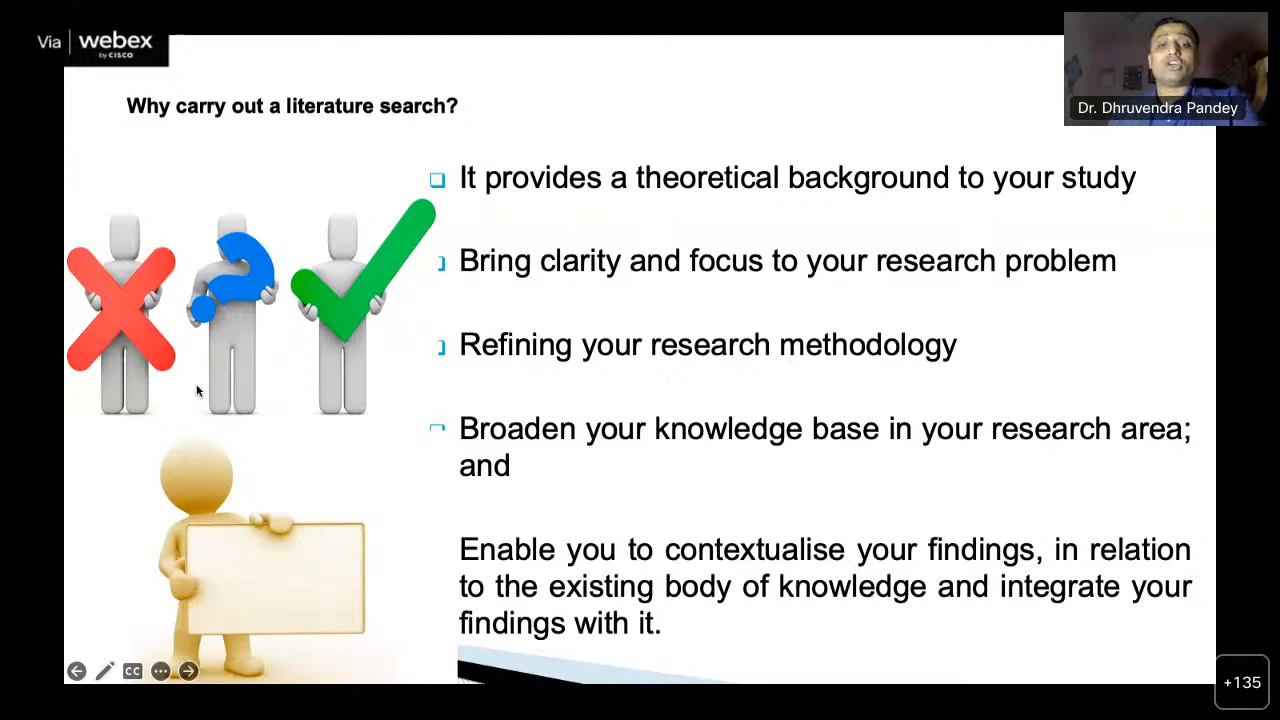 Via webex
by CISCO
Dr. Dhruvendra Pandey
Why carry out a literature search?
It provides a theoretical background to your study
Bring clarity and focus to your research problem
Refining your research methodology
Broaden your knowledge base in your research area;
and
Enable you to contextualise your findings, in relation
to the existing body of knowledge and integrate your
findings with it.
CC
+135